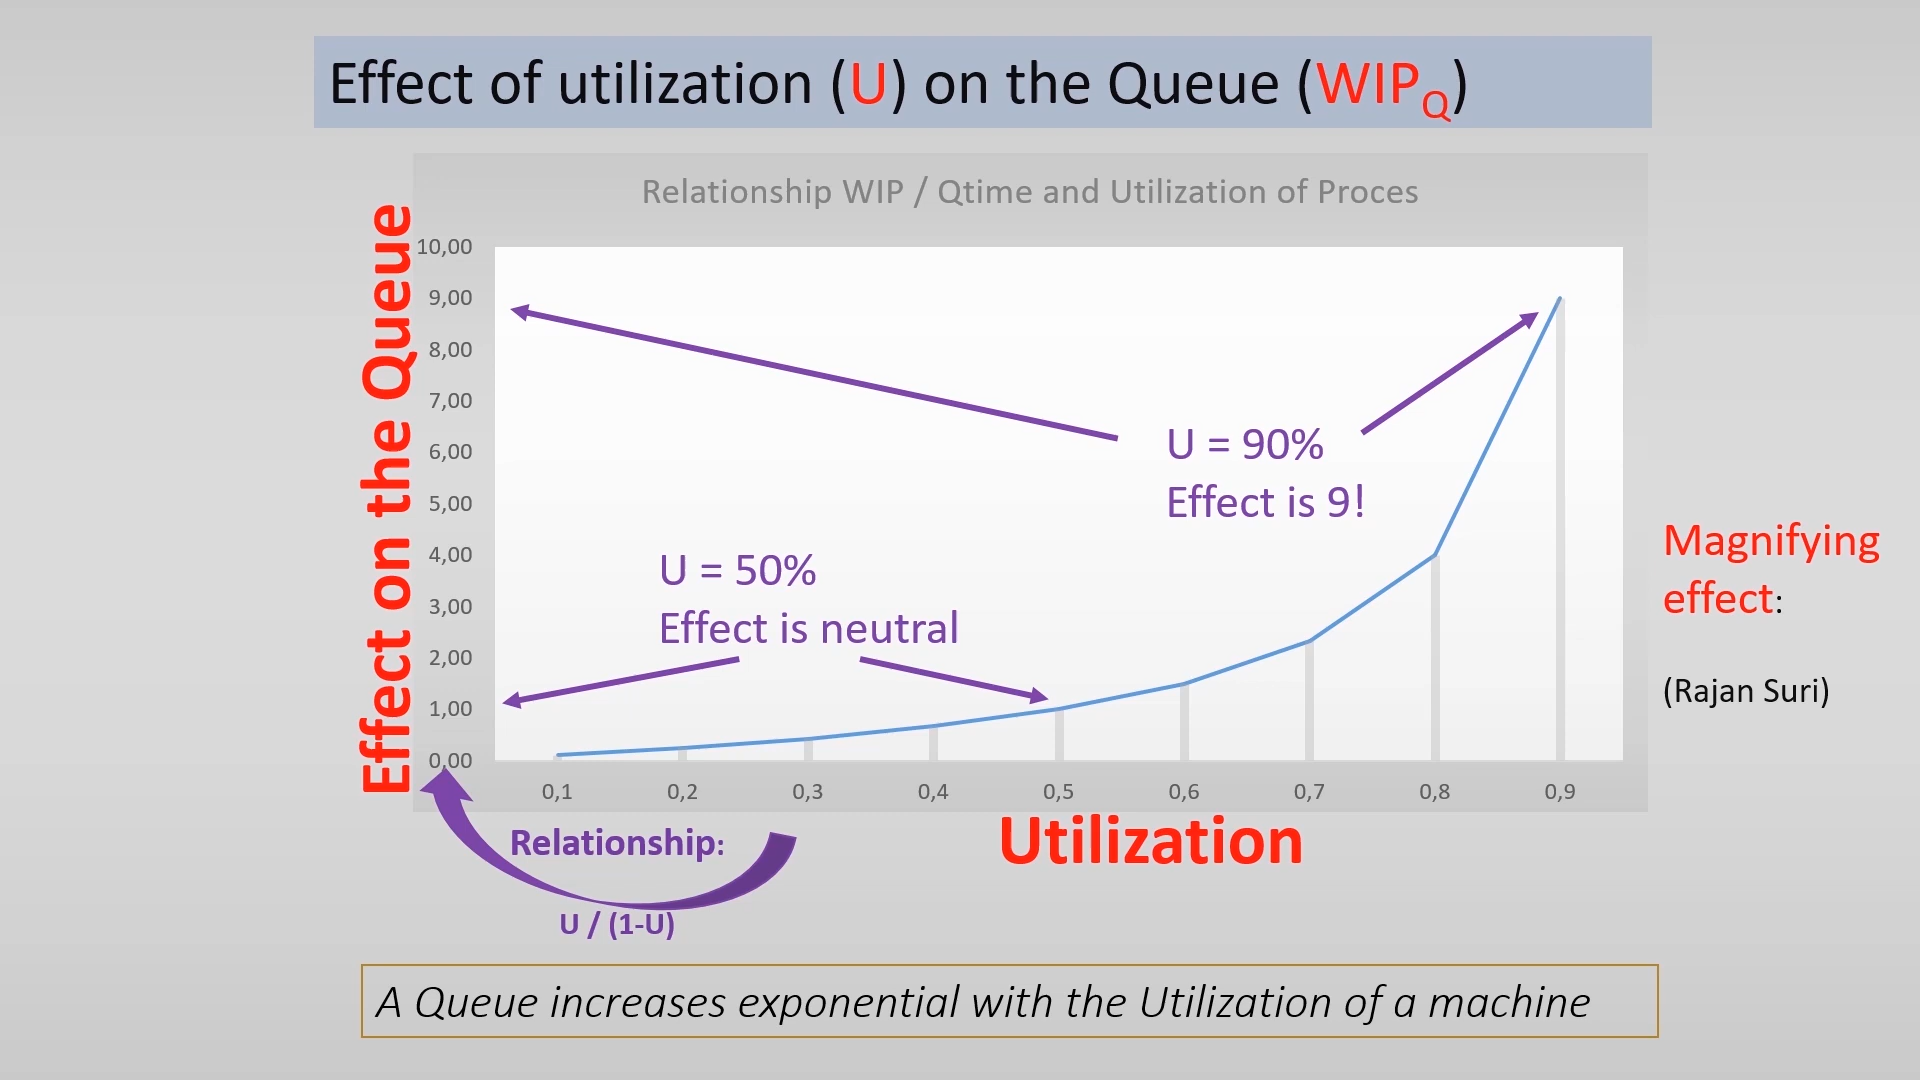 Effect of utilization (U) on the Queue (WIPQ)
Relationship WIP / Qtime and Utilization of Proces
Effect on the Queue
10,00
9,00
8,00
7,00
6,00
5,00
4,00
3,00
2,00
1,00
0,00
U = 90%
Effect is 9!
U = 50%
Effect is neutral
0,1 0,2 0,3 0,4 0,5 0,6 0,7 0,8 0,9
Utilization
Magnifying
effect:
(Rajan Suri)
Relationship:
U / (1-U)
A Queue increases exponential with the Utilization of a machine